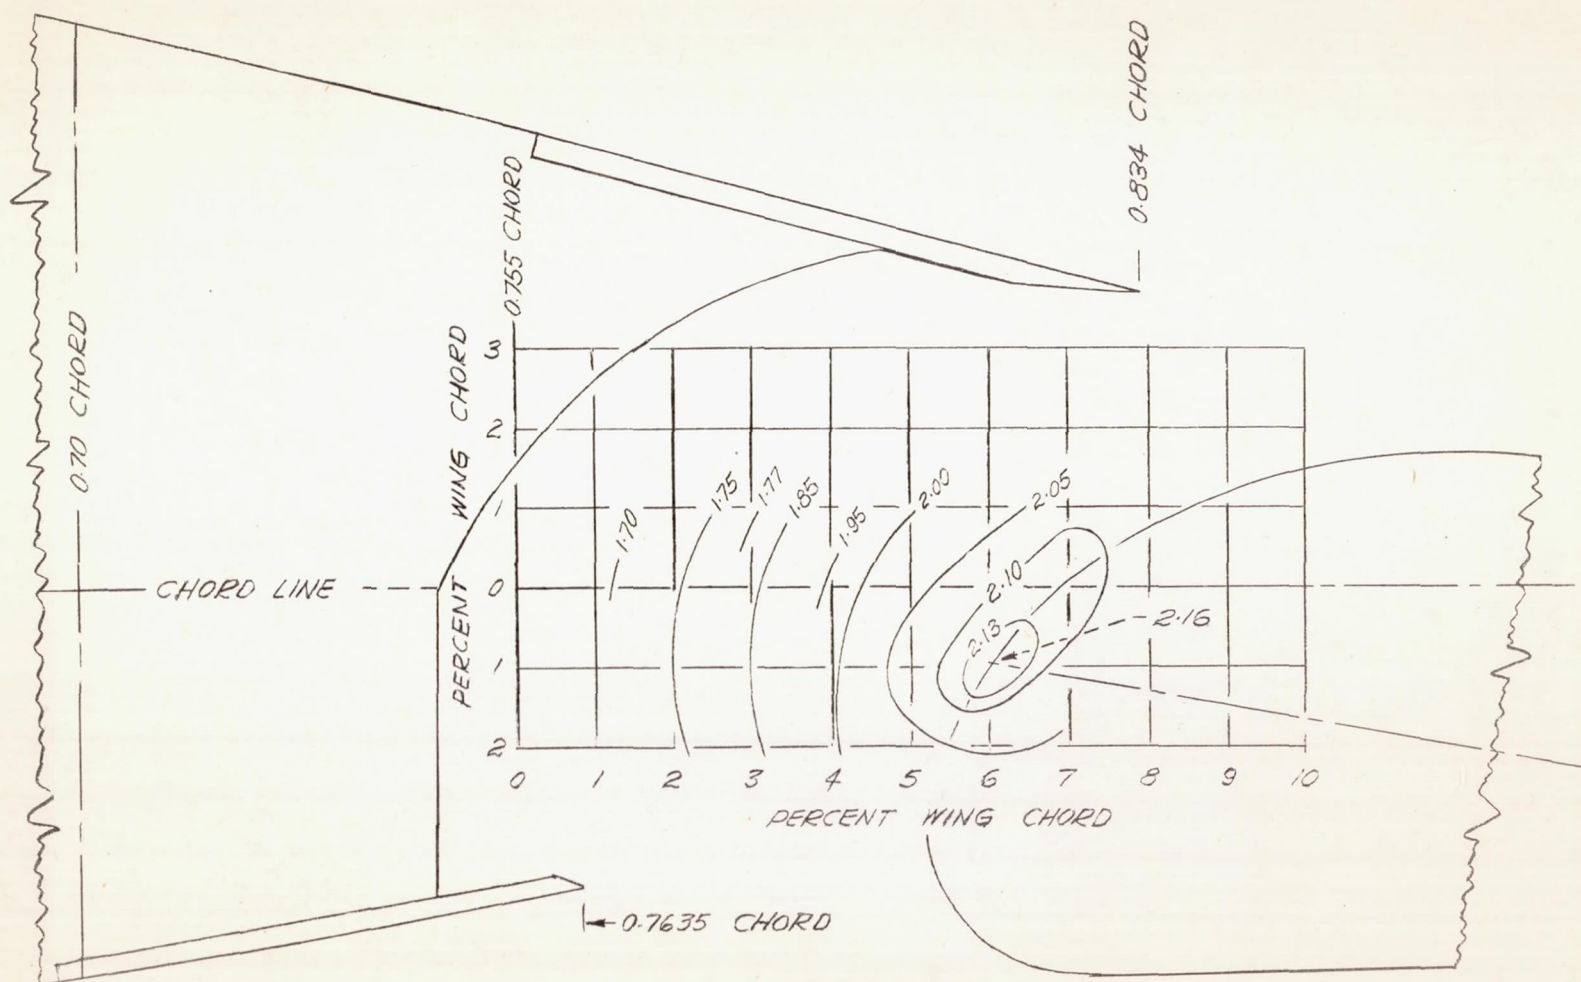 0.834 CHORD
0.755 CHORD
0.70 CHORD
PERCENT WING CHORD
3
2
1
0
1
2
1.70
1.75
1.77
1.85
1.95
2.00
2.05
2.10
2.13
2.16
CHORD LINE
0 1 2 3 4 5 6 7 8 9 10
PERCENT WING CHORD
0.7635 CHORD